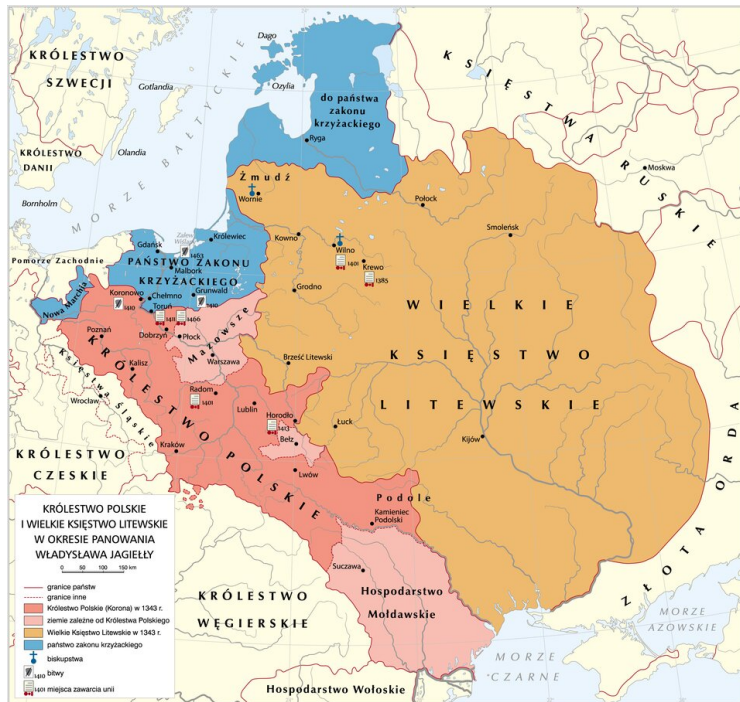 KRÓLESTWO
SZWECJI
KRÓLESTWO
DANII
Bornholm
Gotlandia
Olandia
Dago
Ozylia
MORZE BAŁTYCKIE
do państwa
zakonu
krzyżackiego
Ryga
KSIĘSTWA RUSKIE
Moskwa
Żmudź
Wornie
Połock
Smoleńsk
Kowno
Wilno
1401
Krewo
1385
Grodno
Pomorze Zachodnie
Gdańsk
Zalew
Wiślany
1463
Królewiec
PAŃSTWO ZAKONU
Malbork
KRZYŻACKIEGO
Nowa Marchia
Koronowo
1410
Chełmno
Grunwald
1410
Toruń
1411
1466
Dobrzyń
Płock
Mazowsze
Warszawa
Poznań
Kalisz
Księstwa śląskie
Wrocław
KRÓLESTWO POLSKIE
Radom
1401
Lublin
Brześć Litewski
Horodło
1413
Bełz
Łuck
Kijów
WIELKIE
KSIĘSTWO
LITEWSKIE
KRÓLESTWO
CZESKIE
Kraków
Lwów
Podole
Kamieniec
Podolski
Suczawa
Hospodarstwo
Mołdawskie
KRÓLESTWO
WĘGIERSKIE
Hospodarstwo Wołoskie
ZŁOTA ORDA
MORZE
AZOWSKIE
MORZE
CZARNE
KRÓLESTWO POLSKIE
I WIELKIE KSIĘSTWO LITEWSKIE
W OKRESIE PANOWANIA
WŁADYSŁAWA JAGIEŁŁY
0 50 100 150 km
granice państw
granice inne
Królestwo Polskie (Korona) w 1343 r.
ziemie zależne od Królestwa Polskiego
Wielkie Księstwo Litewskie w 1343 r.
państwo zakonu krzyżackiego
biskupstwa
1410 bitwy
1401 miejsca zawarcia unii